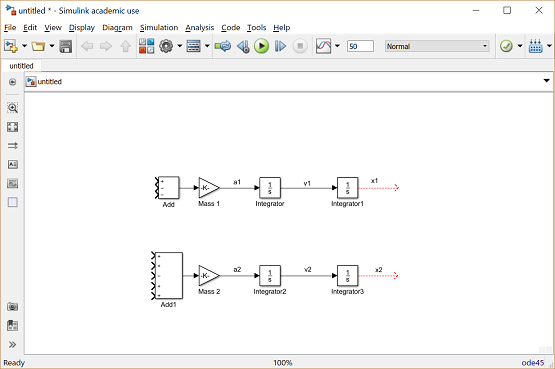 untitled * - Simulink academic use
File Edit View Display Diagram Simulation Analysis Code Tools Help
50 Normal
untitled
untitled
+
-
-
Add
-K-
Mass 1
a1
1
s
Integrator
v1
1
s
Integrator1
x1
+
+
-
+
+
Add1
-K-
Mass 2
a2
1
s
Integrator2
v2
1
s
Integrator3
x2
Ready 100% ode45